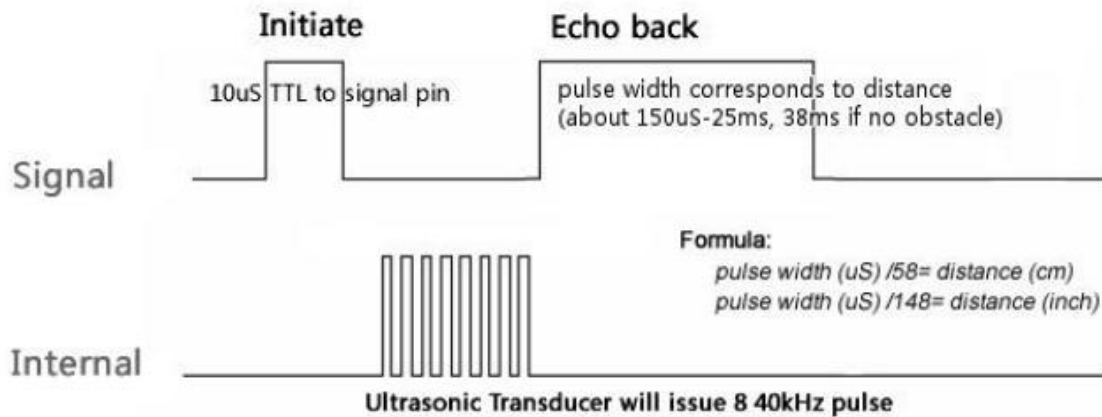 Initiate
Echo back
10uS TTL to signal pin
pulse width corresponds to distance
(about 150uS-25ms, 38ms if no obstacle)
Signal
Formula:
pulse width (uS) /58= distance (cm)
pulse width (uS) /148= distance (inch)
Internal
Ultrasonic Transducer will issue 8 40kHz pulse